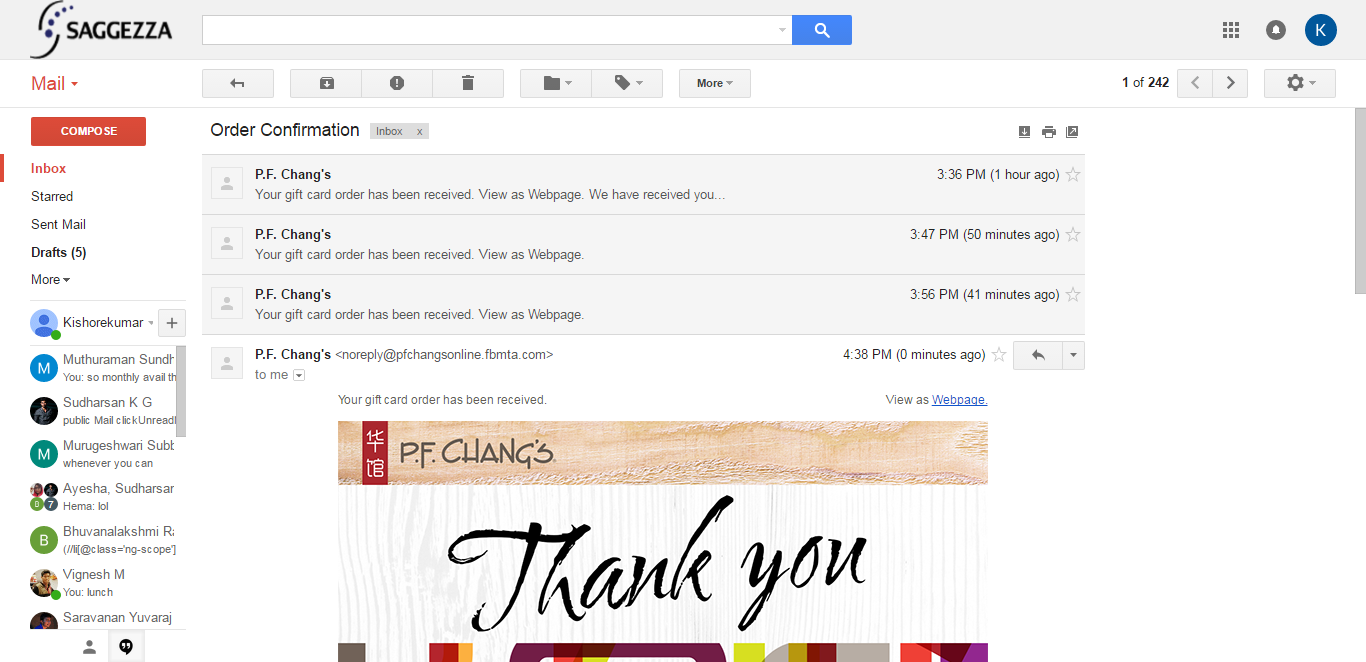 SAGGEZZA
K
Mail
More
1 of 242
COMPOSE
Order Confirmation
Inbox x
Inbox
Starred
Sent Mail
Drafts (5)
More
P.F. Chang's
3:36 PM (1 hour ago)
Your gift card order has been received. View as Webpage. We have received you...
P.F. Chang's
3:47 PM (50 minutes ago)
Your gift card order has been received. View as Webpage.
P.F. Chang's
3:56 PM (41 minutes ago)
Your gift card order has been received. View as Webpage.
P.F. Chang's <noreply@pfchangsonline.fbmta.com>
4:38 PM (0 minutes ago)
to me
Kishorekumar
M
Muthuraman Sundh
You: so monthly avail th
Sudharsan K G
public Mail clickUnreadl
M
Murugeshwari Subb
whenever you can
Ayesha, Sudharsar
Hema: lol
D 7
B
Bhuvanalakshmi Ra
(//li[@class='ng-scope']
Vignesh M
You: lunch
Saravanan Yuvaraj
Your gift card order has been received.
View as Webpage.
华馆
P.F. CHANG'S
Thank you